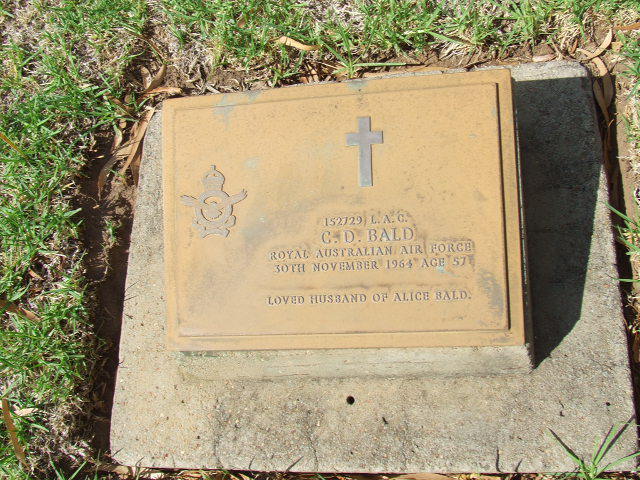 152729 L.A.C.
C. D. BALD
ROYAL AUSTRALIAN AIR FORCE
30TH NOVEMBER 1964 AGE 57
LOVED HUSBAND OF ALICE BALD.